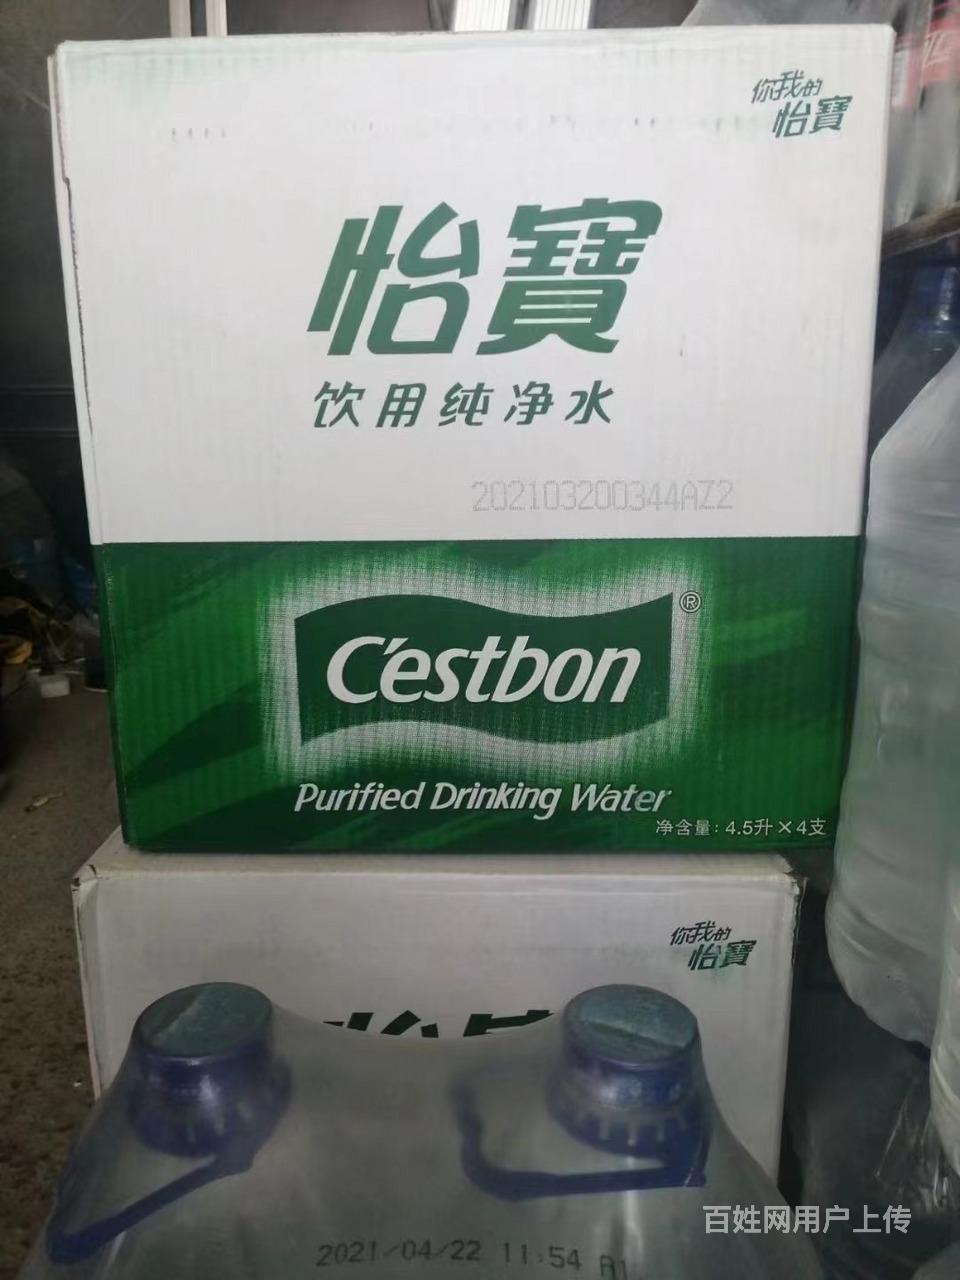 你我的
怡寶
怡寶
饮用纯净水
202103200344AZ2
C'estbon®
Purified Drinking Water
净含量：4.5升×4支
你我的
怡寶
2021/04/22 11:54 A1
百姓网用户上传